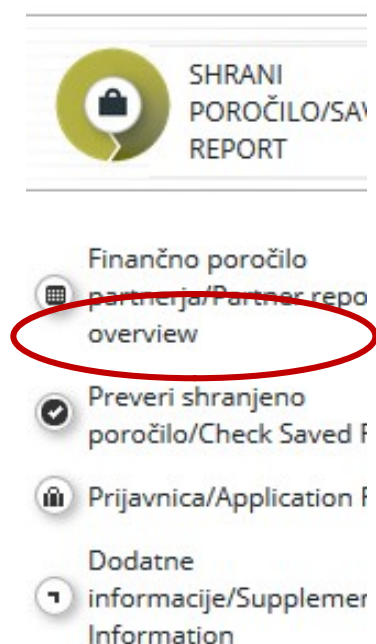 SHRANI
POROČILO/SAV
REPORT
Finančno poročilo
partnerja/Partner repo
overview
Preveri shranjeno
poročilo/Check Saved
Prijavnica/Application
Dodatne
informacije/Supplemen
Information